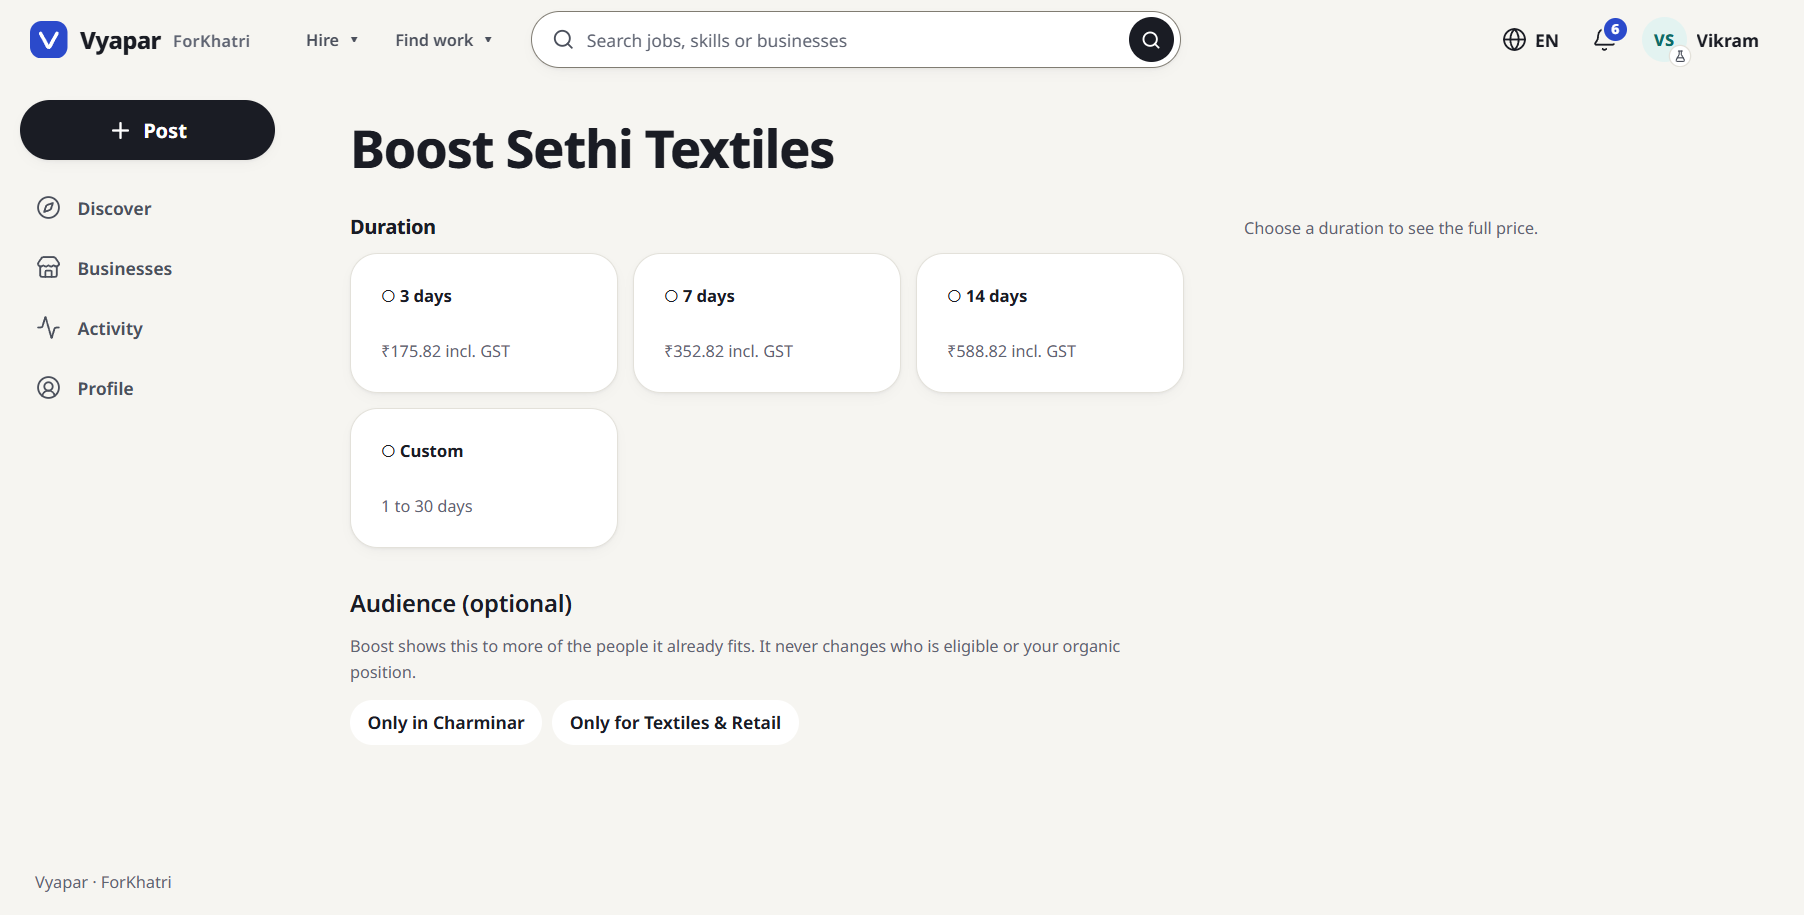 Vyapar ForKhatri
Hire
Find work
Search jobs, skills or businesses
EN
6
VS
Vikram
Post
Discover
Businesses
Activity
Profile
Boost Sethi Textiles
Duration
Choose a duration to see the full price.
3 days
₹175.82 incl. GST
7 days
₹352.82 incl. GST
14 days
₹588.82 incl. GST
Custom
1 to 30 days
Audience (optional)
Boost shows this to more of the people it already fits. It never changes who is eligible or your organic
position.
Only in Charminar
Only for Textiles & Retail
Vyapar · ForKhatri